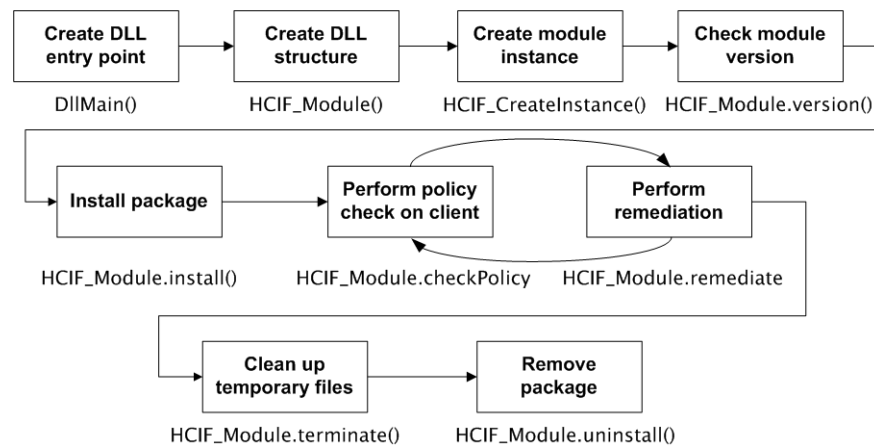 Create DLL
entry point
Create DLL
structure
Create module
instance
Check module
version
DllMain()
HCIF_Module()
HCIF_CreateInstance()
HCIF_Module.version()
Install package
Perform policy
check on client
Perform
remediation
HCIF_Module.install()
HCIF_Module.checkPolicy
HCIF_Module.remediate
Clean up
temporary files
Remove
package
HCIF_Module.terminate()
HCIF_Module.uninstall()